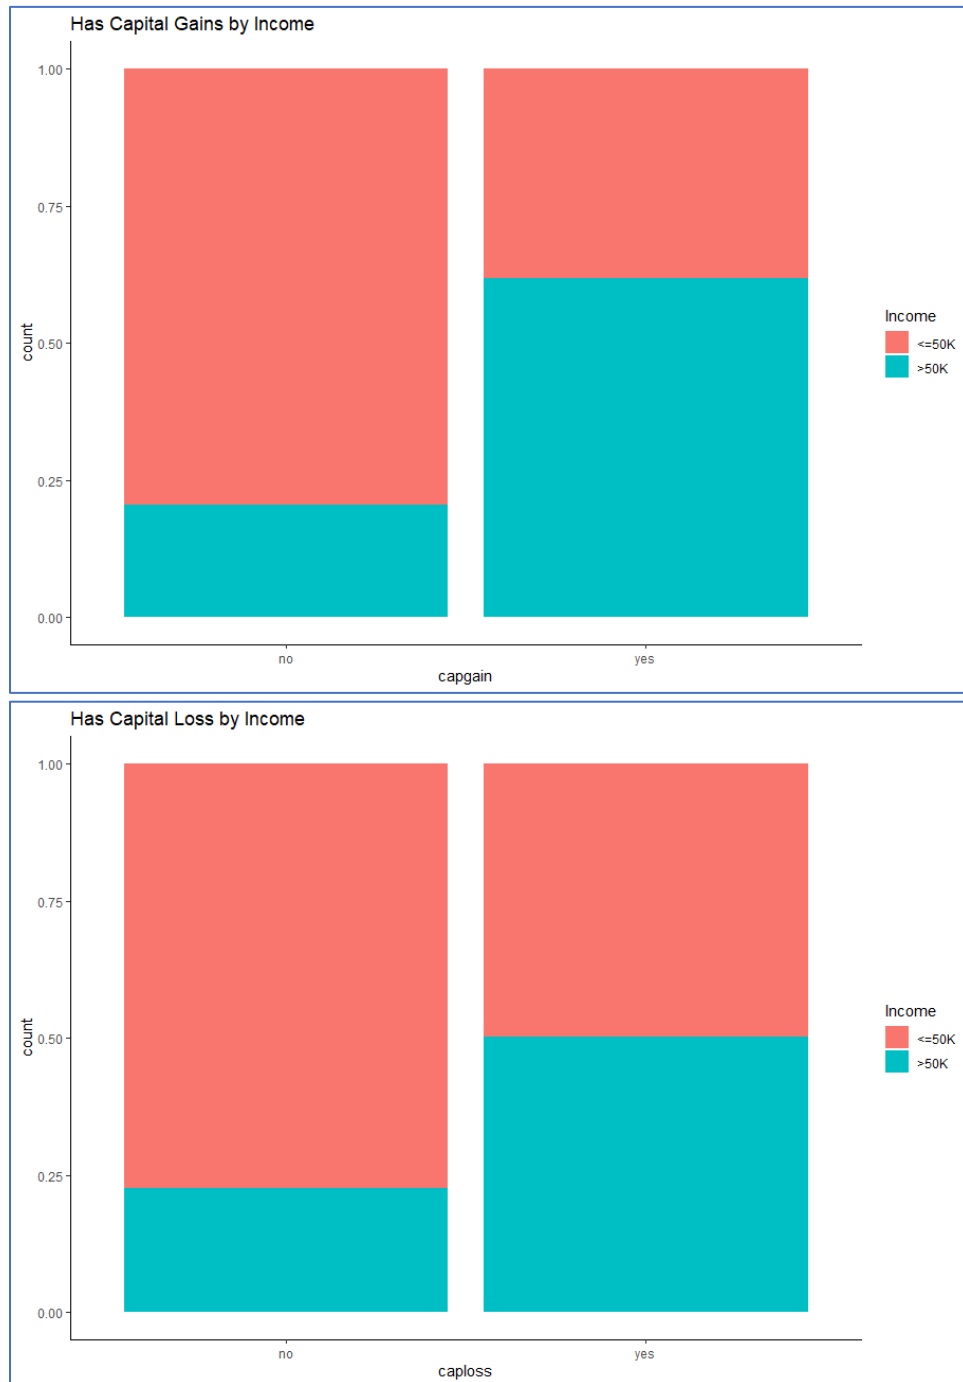 Has Capital Gains by Income
1.00
0.75
0.50
0.25
0.00
count
no
yes
capgain
Income
<=50K
>50K
Has Capital Loss by Income
1.00
0.75
0.50
0.25
0.00
count
no
yes
caploss
Income
<=50K
>50K